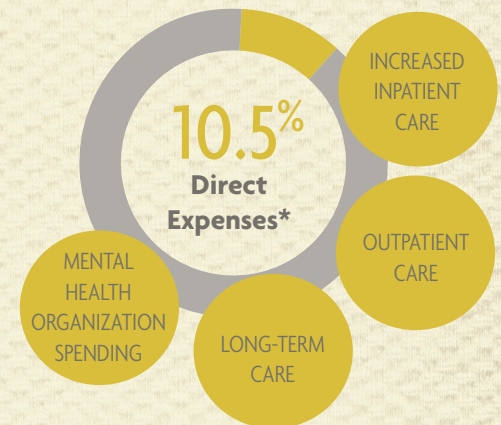 10.5%
Direct
Expenses*
INCREASED
INPATIENT
CARE
OUTPATIENT
CARE
LONG-TERM
CARE
MENTAL
HEALTH
ORGANIZATION
SPENDING